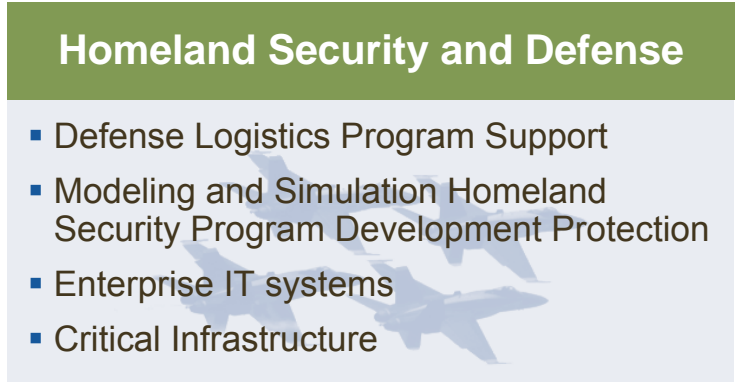 Homeland Security and Defense
▪ Defense Logistics Program Support
▪ Modeling and Simulation Homeland
Security Program Development Protection
▪ Enterprise IT systems
▪ Critical Infrastructure